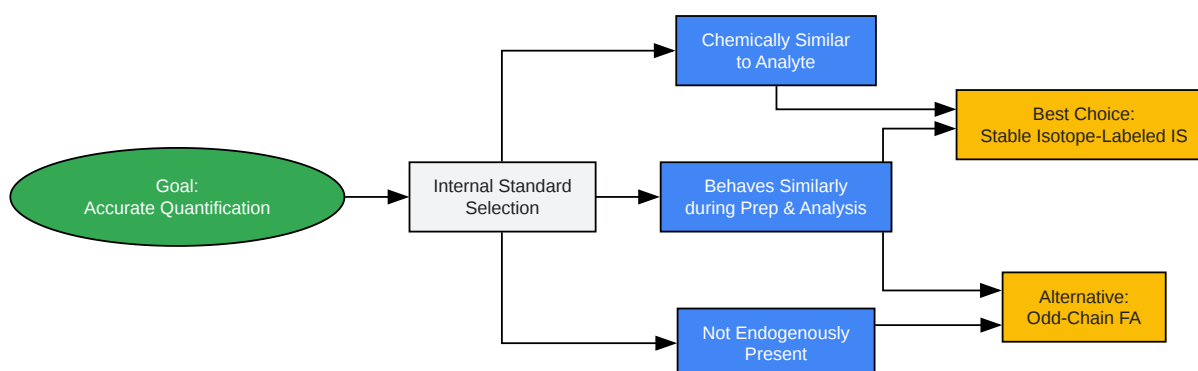 Goal:
Accurate Quantification
Internal Standard
Selection
Chemically Similar
to Analyte
Behaves Similarly
during Prep & Analysis
Not Endogenously
Present
Best Choice:
Stable Isotope-Labeled IS
Alternative:
Odd-Chain FA